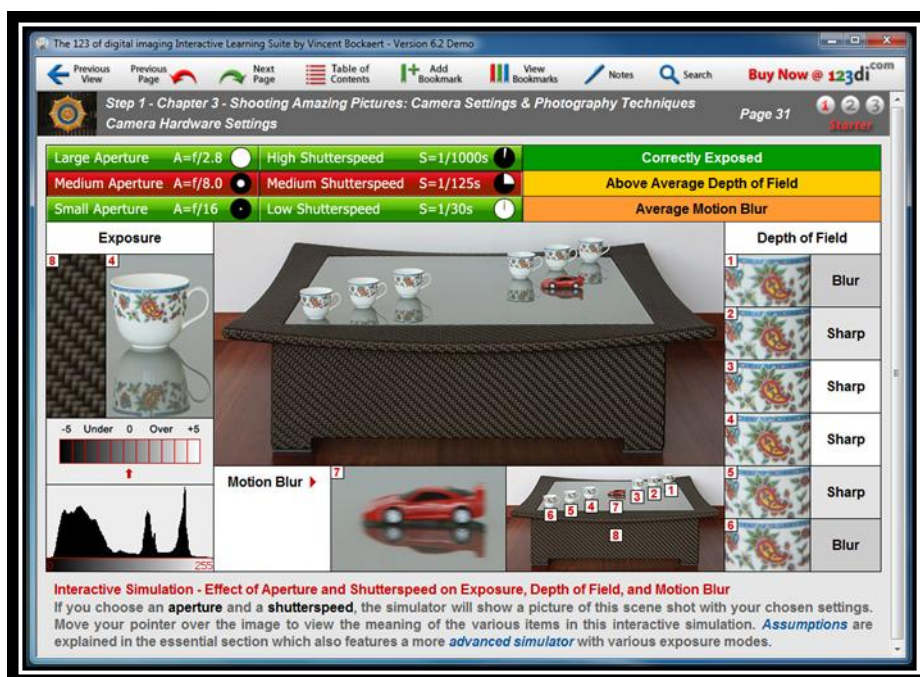 The 123 of digital imaging Interactive Learning Suite by Vincent Bockaert - Version 6.2 Demo
Previous View
Previous Page
Next Page
Table of Contents
Add Bookmark
View Bookmarks
Notes
Search
Buy Now @ 123di.com
Step 1 - Chapter 3 - Shooting Amazing Pictures: Camera Settings & Photography Techniques
Camera Hardware Settings
Page 31
1 2 3
Starter
Large Aperture A=f/2.8 High Shutterspeed S=1/1000s Correctly Exposed
Medium Aperture A=f/8.0 Medium Shutterspeed S=1/125s Above Average Depth of Field
Small Aperture A=f/16 Low Shutterspeed S=1/30s Average Motion Blur
Exposure
8 4
-5 Under 0 Over +5
0 255
Motion Blur
7
6 5 4 7 3 2 1
8
Depth of Field
1 Blur
2 Sharp
3 Sharp
4 Sharp
5 Sharp
6 Blur
Interactive Simulation - Effect of Aperture and Shutterspeed on Exposure, Depth of Field, and Motion Blur
If you choose an aperture and a shutterspeed, the simulator will show a picture of this scene shot with your chosen settings.
Move your pointer over the image to view the meaning of the various items in this interactive simulation. Assumptions are
explained in the essential section which also features a more advanced simulator with various exposure modes.